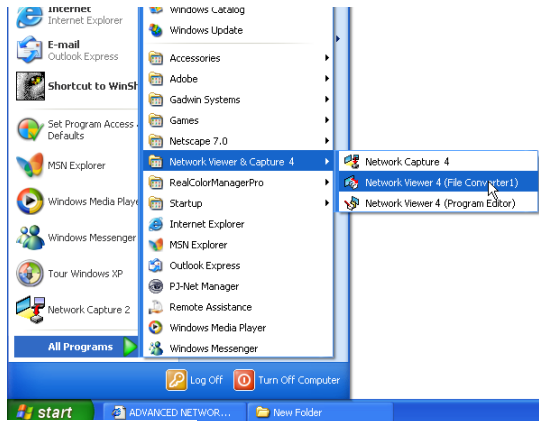 Internet
Internet Explorer
E-mail
Outlook Express
Shortcut to WinSh
Set Program Access
Defaults
MSN Explorer
Windows Media Playe
Windows Messenger
Tour Windows XP
Network Capture 2
All Programs
Windows Catalog
Windows Update
Accessories
Adobe
Gadwin Systems
Games
Netscape 7.0
Network Viewer & Capture 4
RealColorManagerPro
Startup
Internet Explorer
MSN Explorer
Outlook Express
PJ-Net Manager
Remote Assistance
Windows Media Player
Windows Messenger
Network Capture 4
Network Viewer 4 (File Converter1)
Network Viewer 4 (Program Editor)
Log Off
Turn Off Computer
start
ADVANCED NETWOR...
New Folder